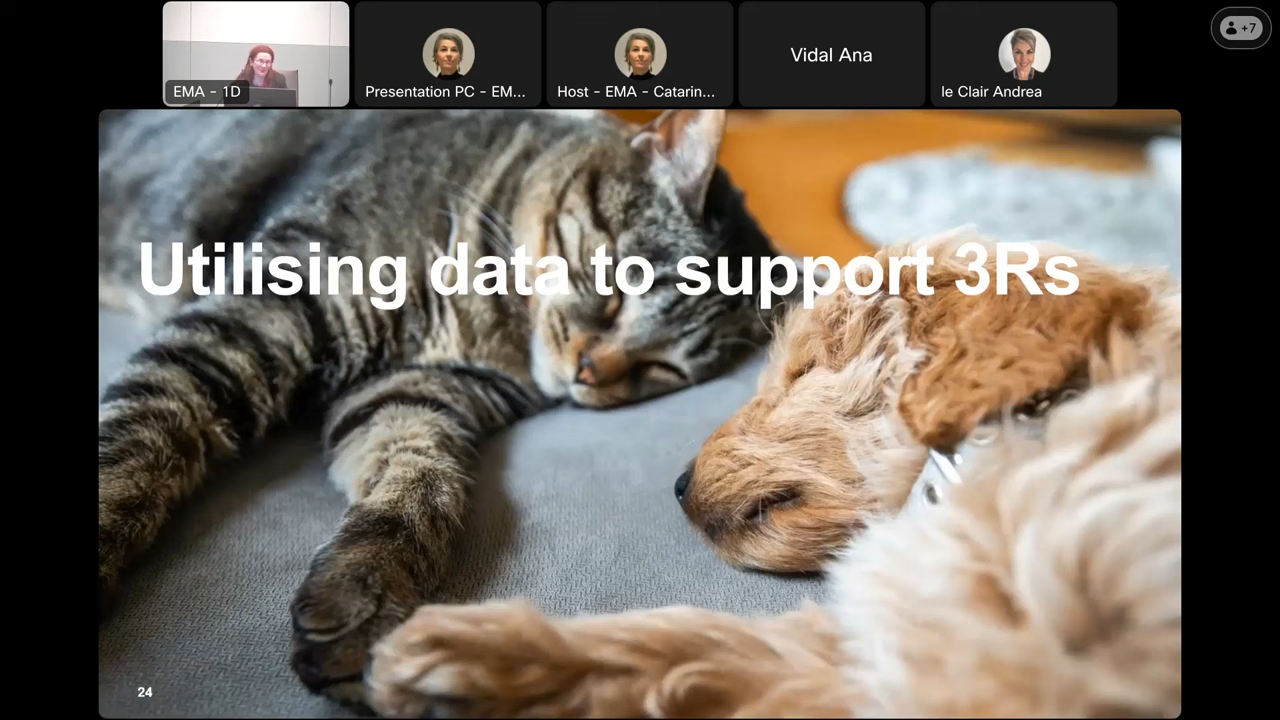 EMA - 1D
Presentation PC - EM...
Host - EMA - Catarin...
Vidal Ana
le Clair Andrea
+7
Utilising data to support 3Rs
24